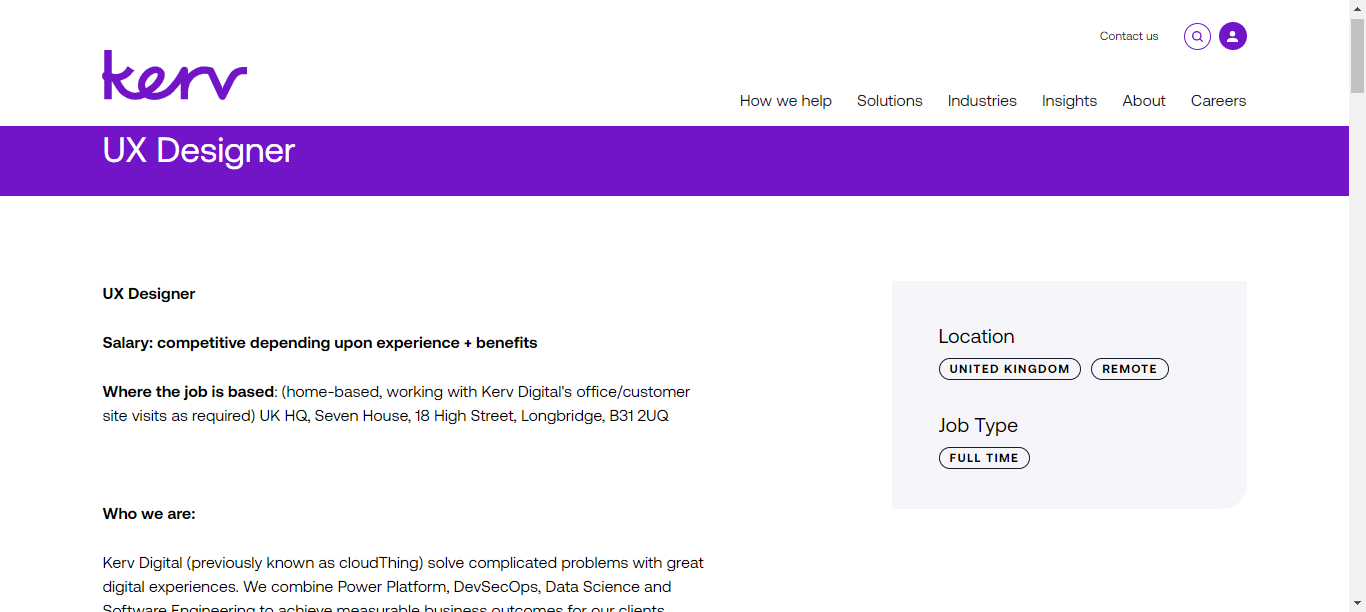 Contact us
kerv
How we help Solutions Industries Insights About Careers
UX Designer
UX Designer
Salary: competitive depending upon experience + benefits
Where the job is based: (home-based, working with Kerv Digital's office/customer
site visits as required) UK HQ, Seven House, 18 High Street, Longbridge, B31 2UQ
Who we are:
Kerv Digital (previously known as cloudThing) solve complicated problems with great
digital experiences. We combine Power Platform, DevSecOps, Data Science and
Software Engineering to achieve measurable business outcomes for our clients
Location
UNITED KINGDOM REMOTE
Job Type
FULL TIME